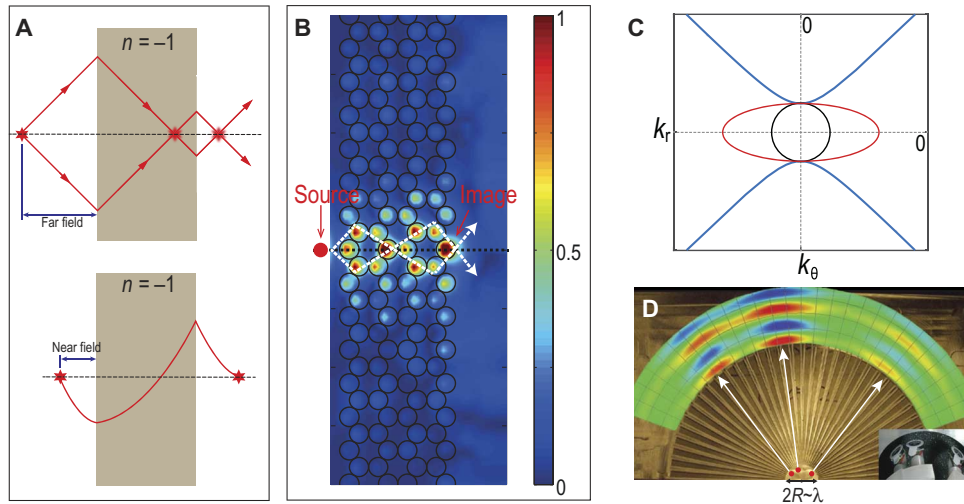 A
n = –1
Far field
n = –1
Near field
B
Source
Image
1
0.5
0
C
0
k_r
0
k_θ
D
2R~λ